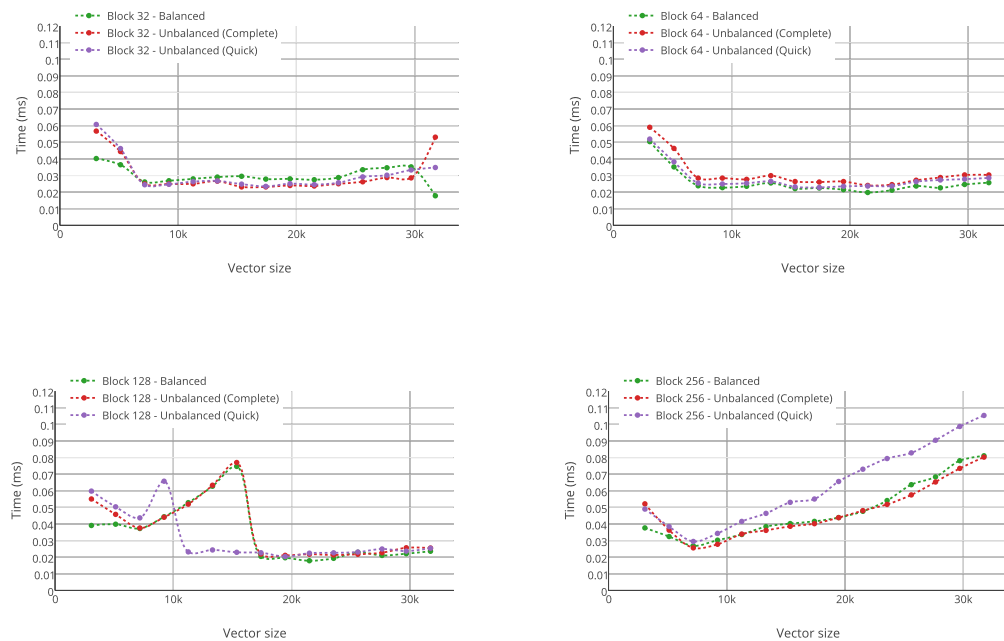 Block 32 - Balanced
Block 32 - Unbalanced (Complete)
Block 32 - Unbalanced (Quick)
0.12
0.11
0.1
0.09
0.08
0.07
0.06
0.05
0.04
0.03
0.02
0.01
0
Time (ms)
0
10k
20k
30k
Vector size
Block 64 - Balanced
Block 64 - Unbalanced (Complete)
Block 64 - Unbalanced (Quick)
0.12
0.11
0.1
0.09
0.08
0.07
0.06
0.05
0.04
0.03
0.02
0.01
0
Time (ms)
0
10k
20k
30k
Vector size
Block 128 - Balanced
Block 128 - Unbalanced (Complete)
Block 128 - Unbalanced (Quick)
0.12
0.11
0.1
0.09
0.08
0.07
0.06
0.05
0.04
0.03
0.02
0.01
0
Time (ms)
0
10k
20k
30k
Vector size
Block 256 - Balanced
Block 256 - Unbalanced (Complete)
Block 256 - Unbalanced (Quick)
0.12
0.11
0.1
0.09
0.08
0.07
0.06
0.05
0.04
0.03
0.02
0.01
0
Time (ms)
0
10k
20k
30k
Vector size